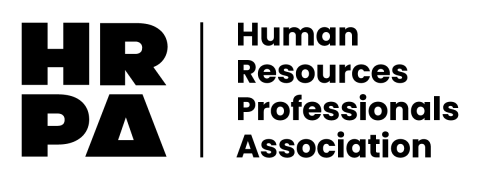 HR
PA
Human
Resources
Professionals
Association